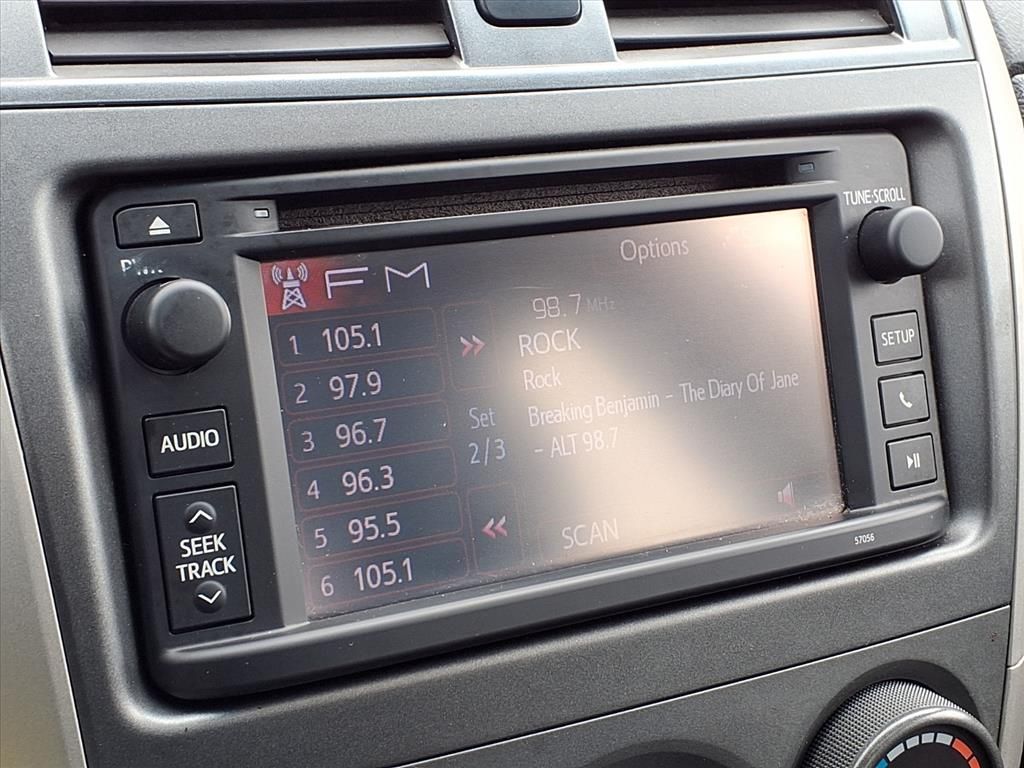 TUNE·SCROLL
FM
Options
98.7 MHz
ROCK
Rock
Breaking Benjamin - The Diary Of Jane
- ALT 98.7
1 105.1
2 97.9
3 96.7
4 96.3
5 95.5
6 105.1
Set
2/3
SCAN
AUDIO
SEEK
TRACK
SETUP
57056